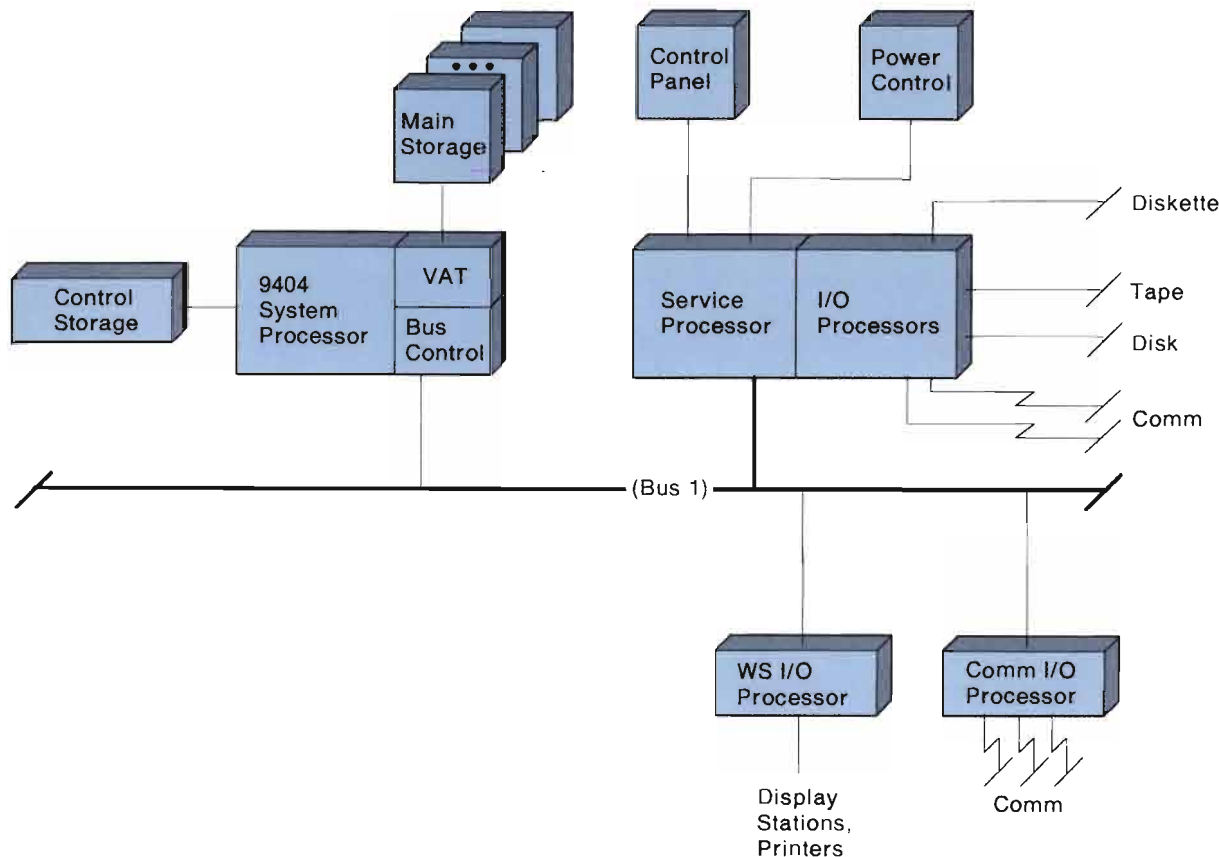 Control
Panel
Power
Control
Main
Storage
Diskette
Control
Storage
9404
System
Processor
VAT
Bus
Control
Service
Processor
I/O
Processors
Tape
Disk
Comm
(Bus 1)
WS I/O
Processor
Comm I/O
Processor
Display
Stations,
Printers
Comm